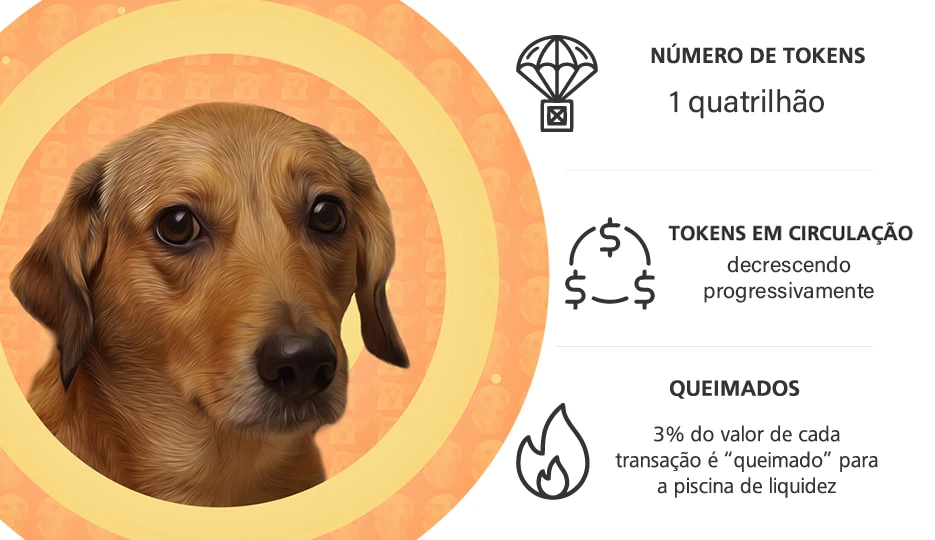 NÚMERO DE TOKENS
1 quatrilhão
TOKENS EM CIRCULAÇÃO
decrescendo
progressivamente
QUEIMADOS
3% do valor de cada
transação é “queimado” para
a piscina de liquidez